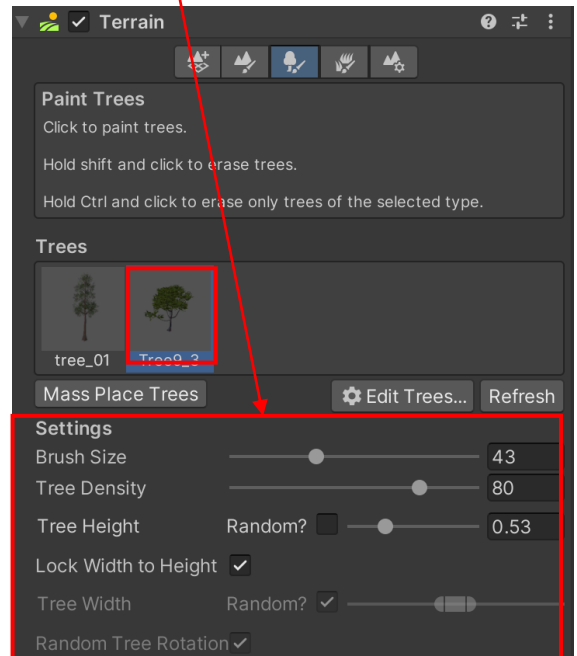 Terrain
Paint Trees
Click to paint trees.
Hold shift and click to erase trees.
Hold Ctrl and click to erase only trees of the selected type.
Trees
tree_01 Tree9_3
Mass Place Trees Edit Trees... Refresh
Settings
Brush Size 43
Tree Density 80
Tree Height Random? 0.53
Lock Width to Height
Tree Width Random?
Random Tree Rotation